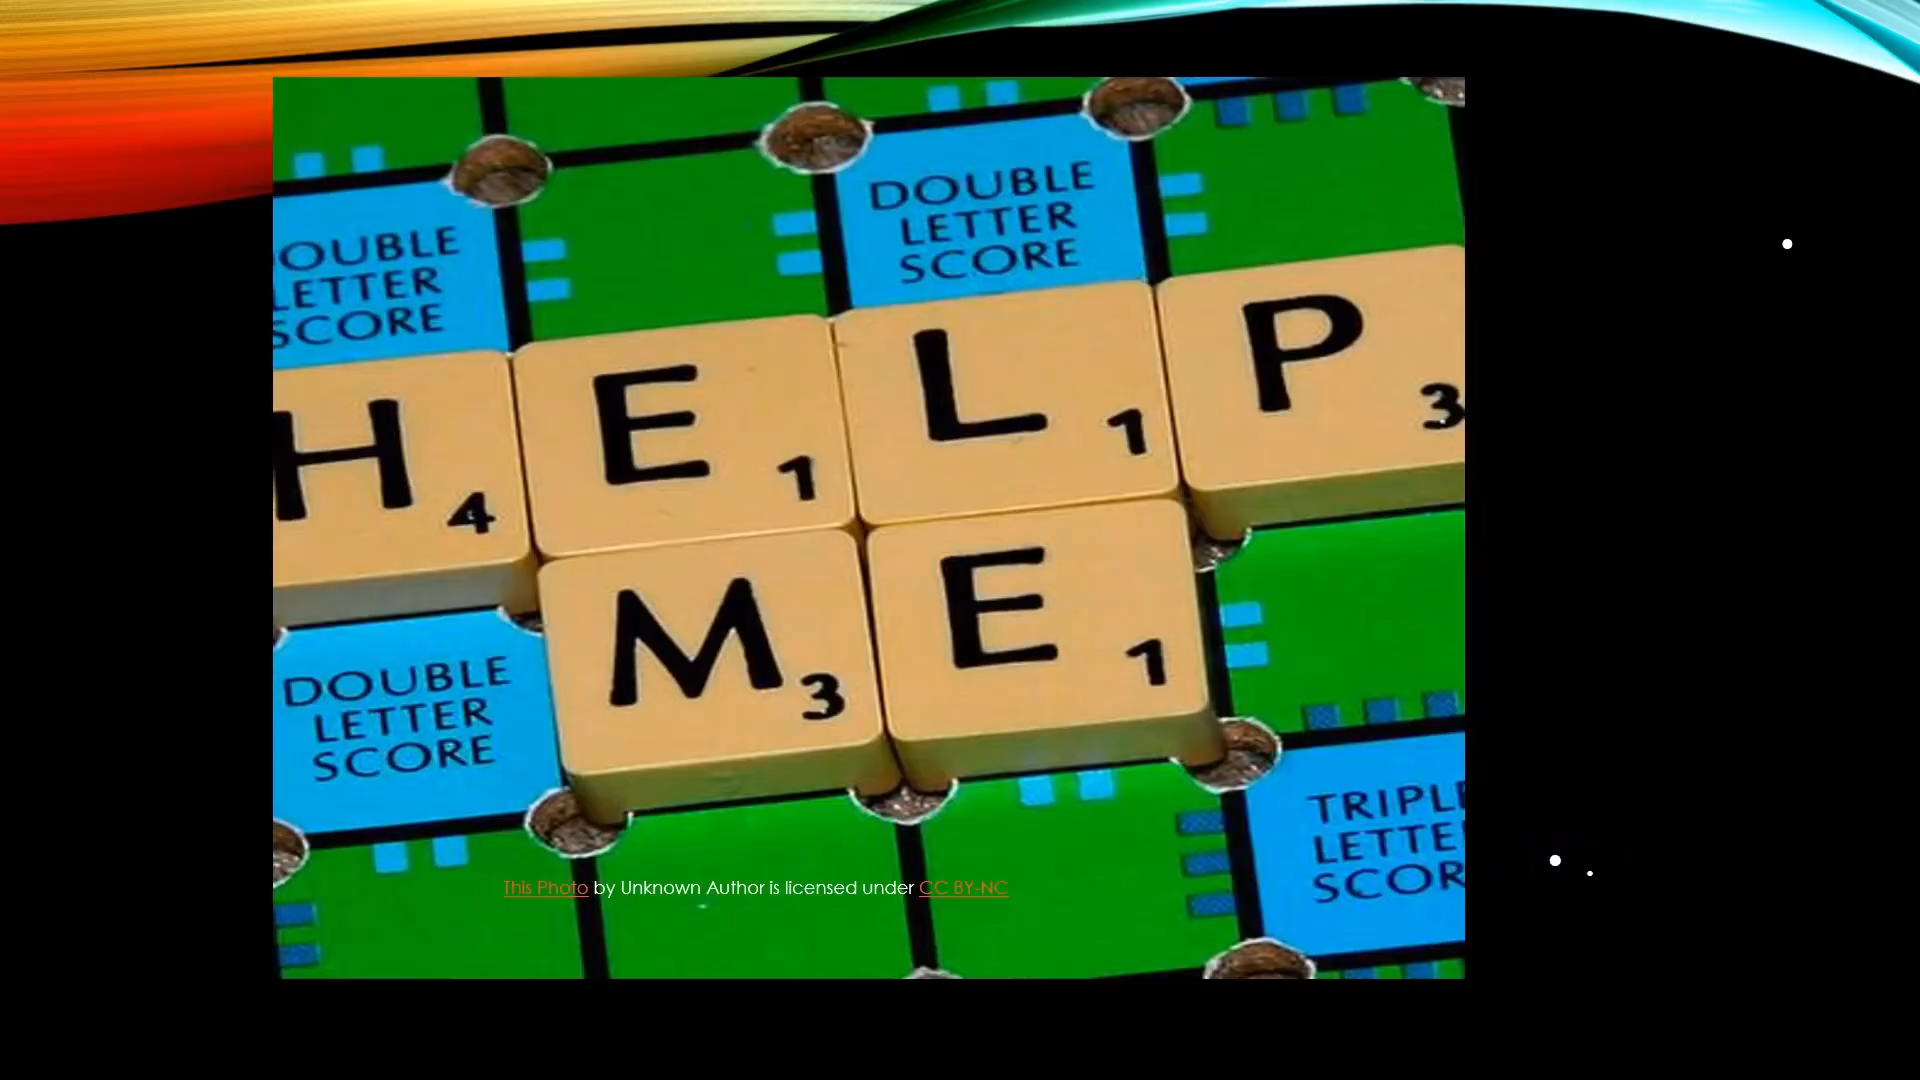 DOUBLE
LETTER
SCORE
OUBLE
LETTER
SCORE
H4 E1 L1 P3
M3 E1
DOUBLE
LETTER
SCORE
TRIPL
LETTE
SCOR
This Photo by Unknown Author is licensed under CC BY-NC